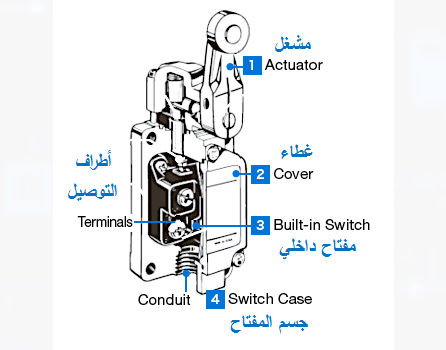 مشغل
1 Actuator
غطاء
2 Cover
أطراف
التوصيل
Terminals
3 Built-in Switch
مفتاح داخلي
Conduit
4 Switch Case
جسم المفتاح